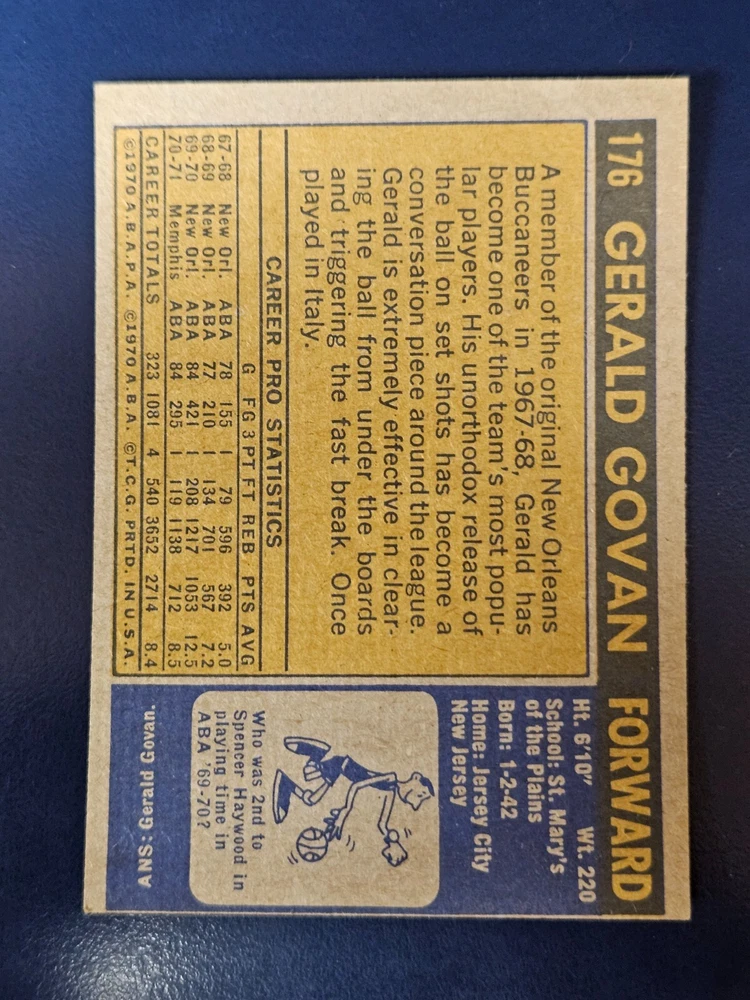 176 GERALD GOVAN FORWARD
A member of the original New Orleans
Buccaneers in 1967-68, Gerald has
become one of the team's most popu-
lar players. His unorthodox release of
the ball on set shots has become a
conversation piece around the league.
Gerald is extremely effective in clear-
ing the ball from under the boards
and triggering the fast break. Once
played in Italy.
CAREER PRO STATISTICS
G FG 3PT FT REB PTS AVG
67-68 New Orl. ABA 78 155 1 79 596 392 5.0
68-69 New Orl. ABA 77 210 1 134 701 567 7.2
69-70 New Orl. ABA 84 421 1 208 1217 1053 12.5
70-71 Memphis ABA 84 295 1 119 1138 712 8.5
CAREER TOTALS 323 1081 4 540 3652 2714 8.4
©1970 A.B.A.P.A. ©1970 A.B.A. ©T.C.G. PRTD. IN U.S.A.
Ht. 6'10" Wt. 220
School: St. Mary's
of the Plains
Born: 1-2-42
Home: Jersey City
New Jersey
Who was 2nd to
Spencer Haywood in
playing time in
ABA '69-70?
ANS: Gerald Govan.